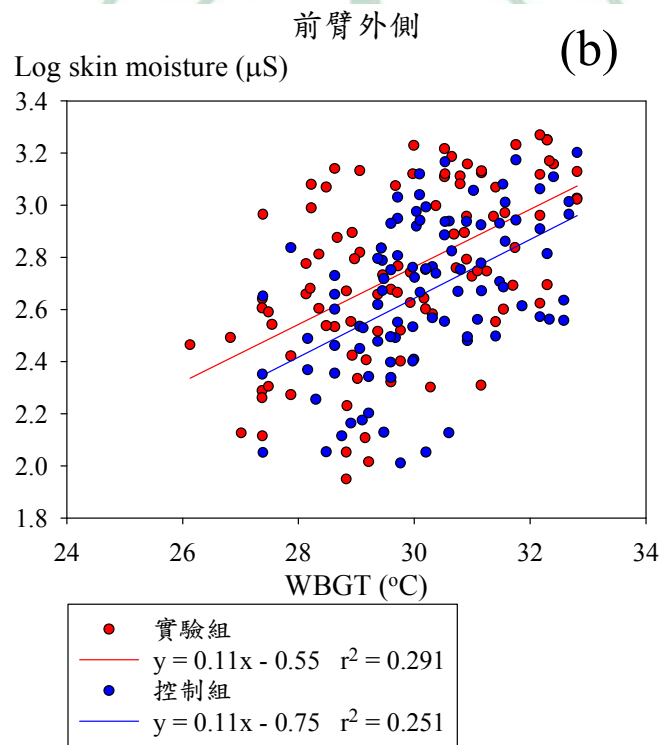 前臂外側
(b)
Log skin moisture (μS)
3.4
3.2
3.0
2.8
2.6
2.4
2.2
2.0
1.8
24 26 28 30 32 34
WBGT (°C)
實驗組
y = 0.11x - 0.55 r² = 0.291
控制組
y = 0.11x - 0.75 r² = 0.251